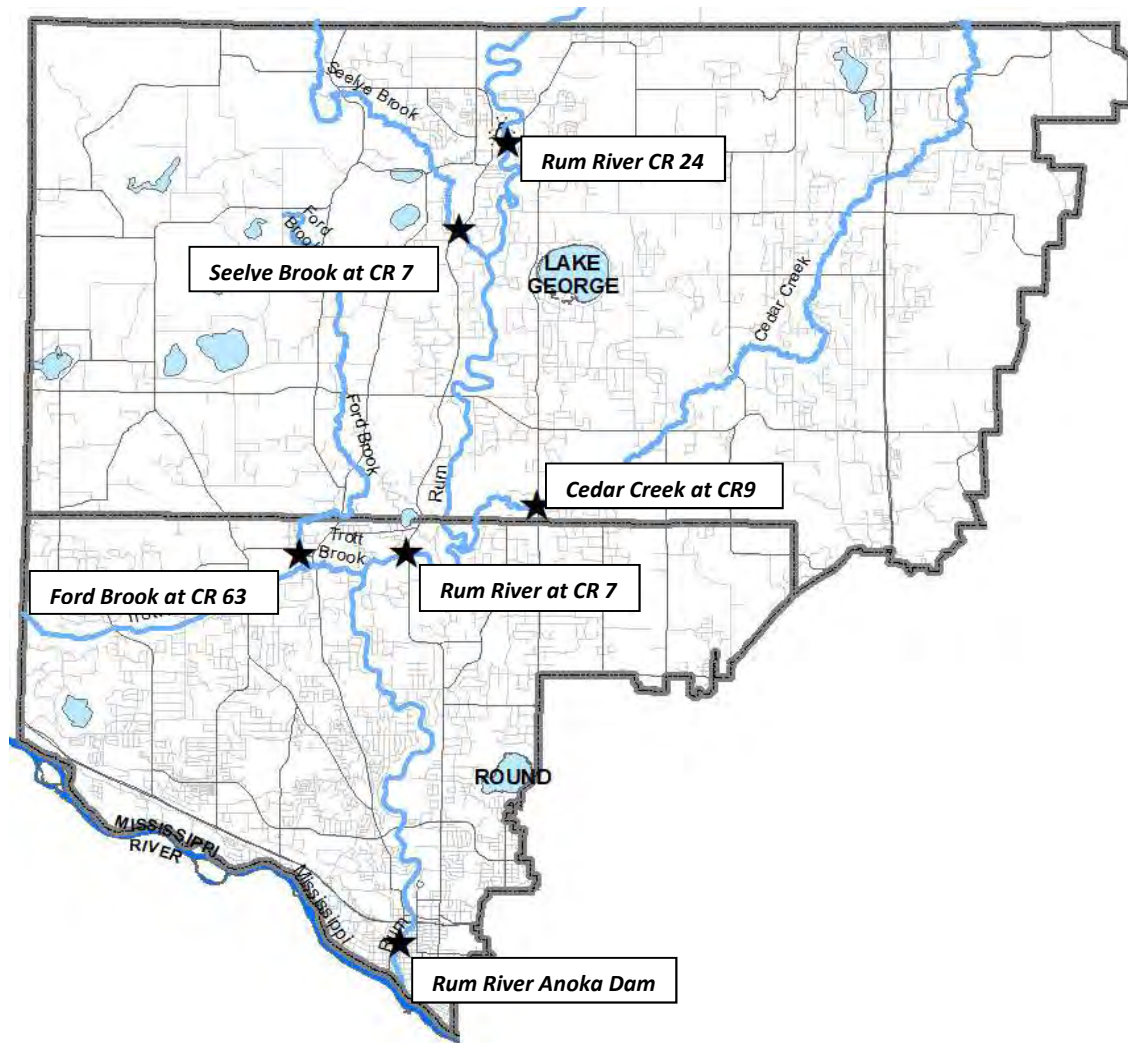 Seelye Brook
Rum River CR 24
Ford
Brook
Seelve Brook at CR 7
LAKE
GEORGE
Cedar Creek
Ford Brook
Rum
Cedar Creek at CR9
Trott
Brook
Ford Brook at CR 63
Rum River at CR 7
ROUND
MISSISSIPPI
RIVER
Mississippi
Rum
Rum River Anoka Dam